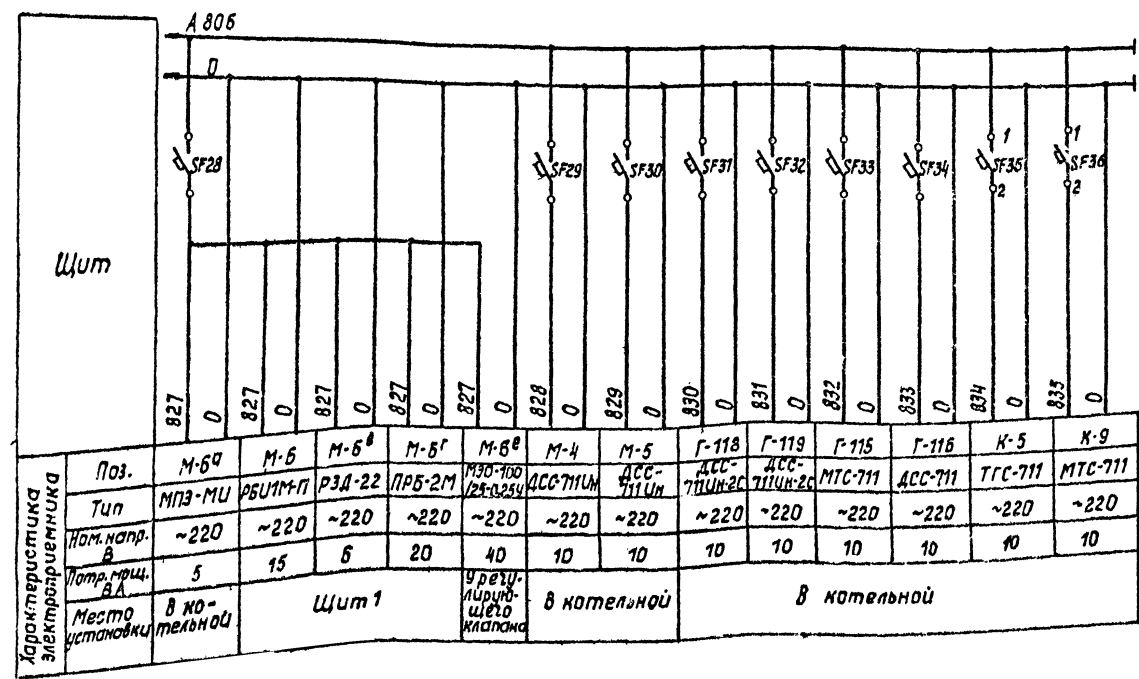 А 806
0
SF28
SF29
SF30
SF31
SF32
SF33
SF34
1
SF35
2
1
SF36
2
Щит
827 0 827 0 827 0 827 0 827 0 828 0 829 0 830 0 831 0 832 0 833 0 834 0 835 0
Характеристика электроприемника
Поз. М-6а М-6 М-6в М-6г М-6е М-4 М-5 Г-118 Г-119 Г-115 Г-116 К-5 К-9
Тип МПЭ-МИ РБИ1М-П РЗД-22 ПРБ-2М МЭО-100/25-0,25У ДСС-711Ин ДСС-711Ин ДСС-711Ин-2С ДСС-711Ин-2С МТС-711 ДСС-711 ТГС-711 МТС-711
Ном. напр. В ~220 ~220 ~220 ~220 ~220 ~220 ~220 ~220 ~220 ~220 ~220 ~220 ~220
Потр. мощ. ВА 5 15 6 20 40 10 10 10 10 10 10 10 10
Место установки В котельной Щит 1 У регулирующего клапана В котельной В котельной